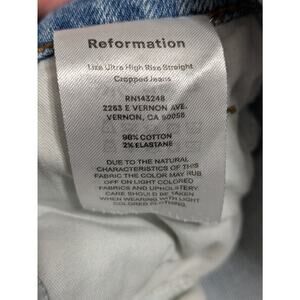 Reformation
Liza Ultra High Rise Straight
Cropped Jeans
RN143248
2263 E VERNON AVE.
VERNON, CA 90058
98% COTTON
2% ELASTANE
DUE TO THE NATURAL
CHARACTERISTICS OF THIS
FABRIC THE COLOR MAY RUB
OFF ON LIGHT COLORED
FABRICS AND UPHOLSTERY.
CARE SHOULD BE TAKEN
WHEN WEARING WITH LIGHT
COLORED CLOTHING.